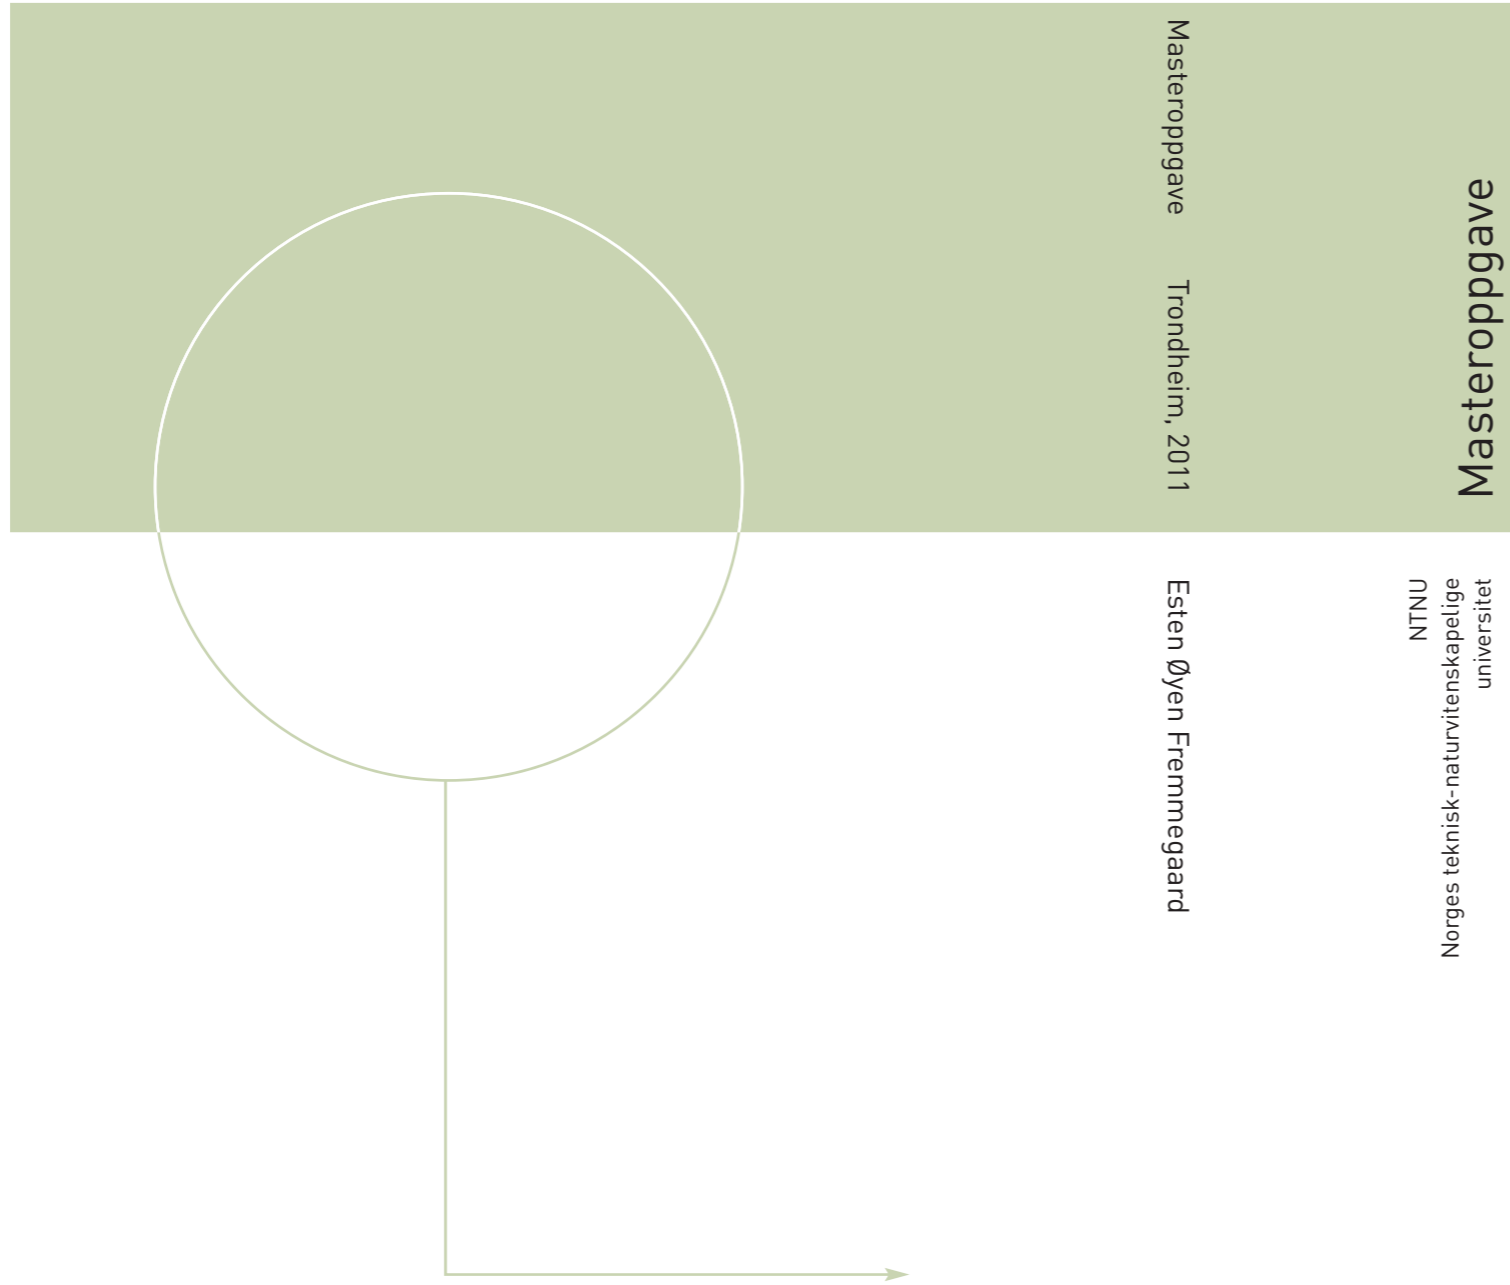 Masteroppgave
NTNU
Norges teknisk-naturvitenskapelige
universitet
Masteroppgave Trondheim, 2011
Esten Øyen Fremmegaard